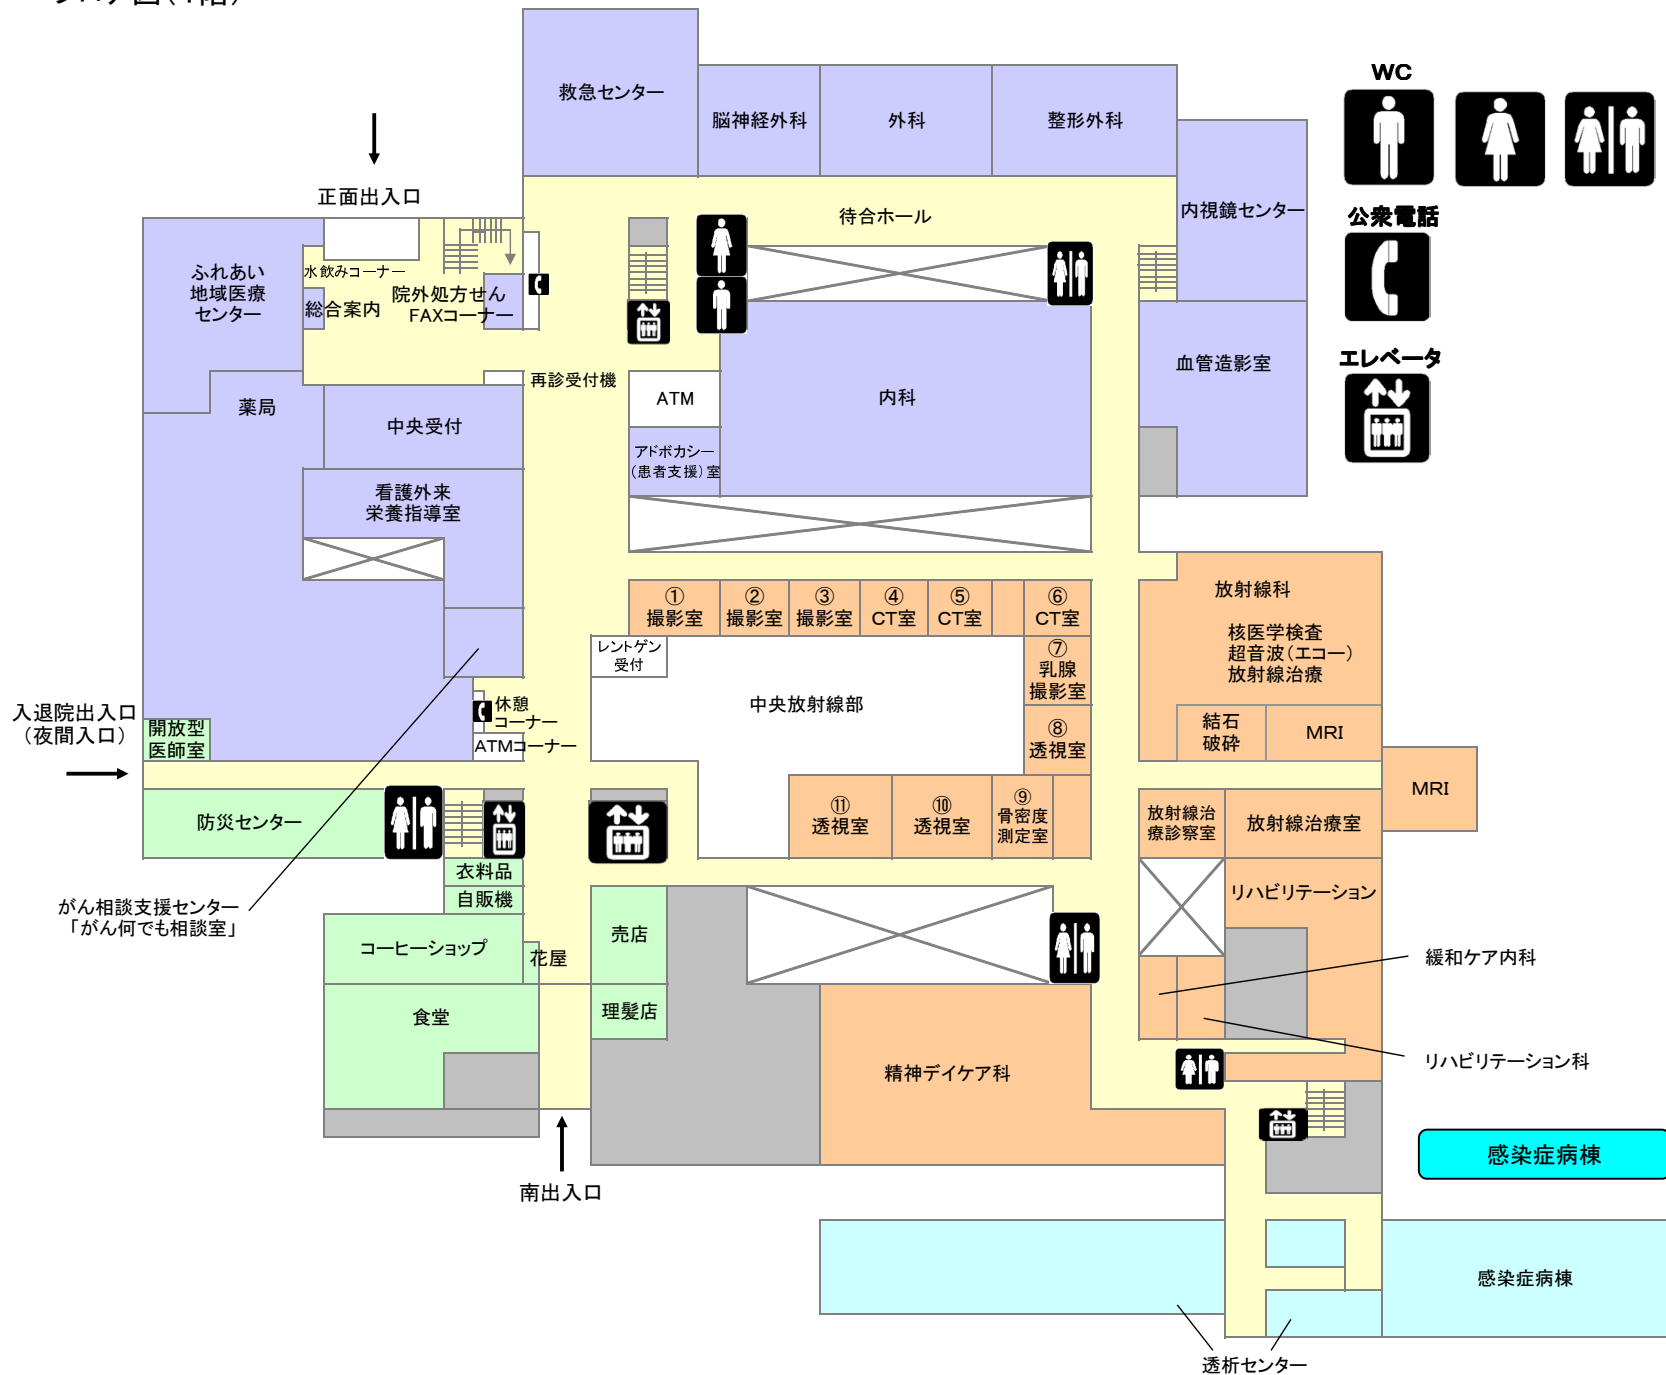 救急センター
脳神経外科
外科
整形外科
WC
正面出入口
待合ホール
内視鏡センター
公衆電話
ふれあい
地域医療
センター
水飲みコーナー
総合案内
院外処方せん
FAXコーナー
エレベータ
血管造影室
再診受付機
ATM
内科
薬局
中央受付
アドボカシー
(患者支援)室
看護外来
栄養指導室
①
撮影室
②
撮影室
③
撮影室
④
CT室
⑤
CT室
⑥
CT室
放射線科
核医学検査
超音波(エコー)
放射線治療
レントゲン
受付
⑦
乳腺
撮影室
中央放射線部
入退院出入口
(夜間入口)
開放型
医師室
休憩
コーナー
ATMコーナー
⑧
透視室
結石
破砕
MRI
MRI
防災センター
⑪
透視室
⑩
透視室
⑨
骨密度
測定室
放射線治
療診察室
放射線治療室
衣料品
自販機
リハビリテーション
がん相談支援センター
「がん何でも相談室」
コーヒーショップ
花屋
売店
緩和ケア内科
食堂
理髪店
リハビリテーション科
精神デイケア科
感染症病棟
南出入口
感染症病棟
透析センター